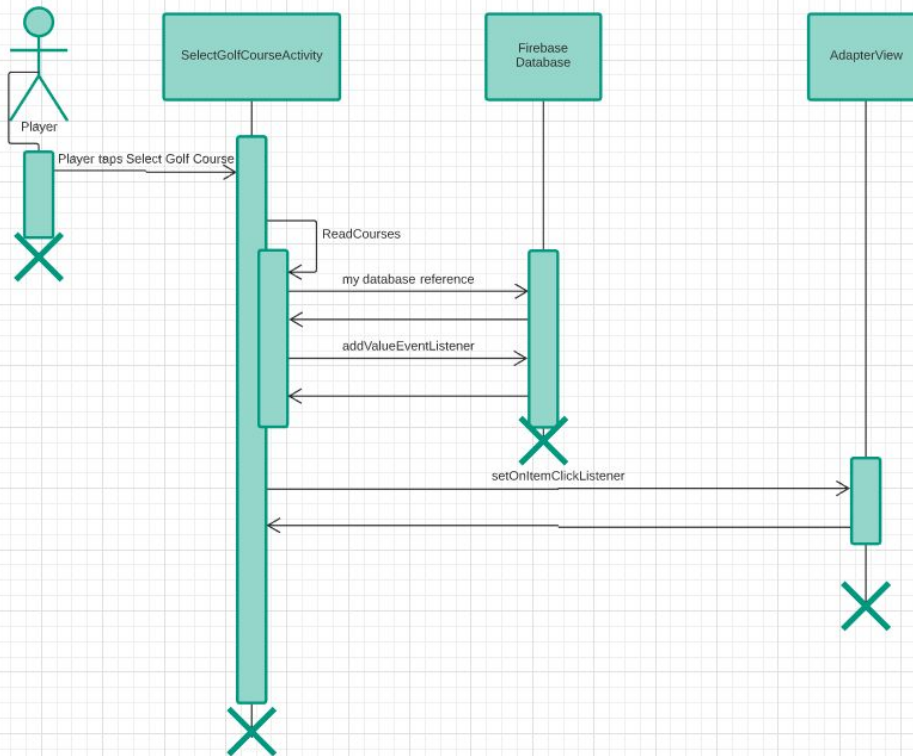 SelectGolfCourseActivity
Firebase
Database
AdapterView
Player
Player taps Select Golf Course
ReadCourses
my database reference
addValueEventListener
setOnItemClickListener